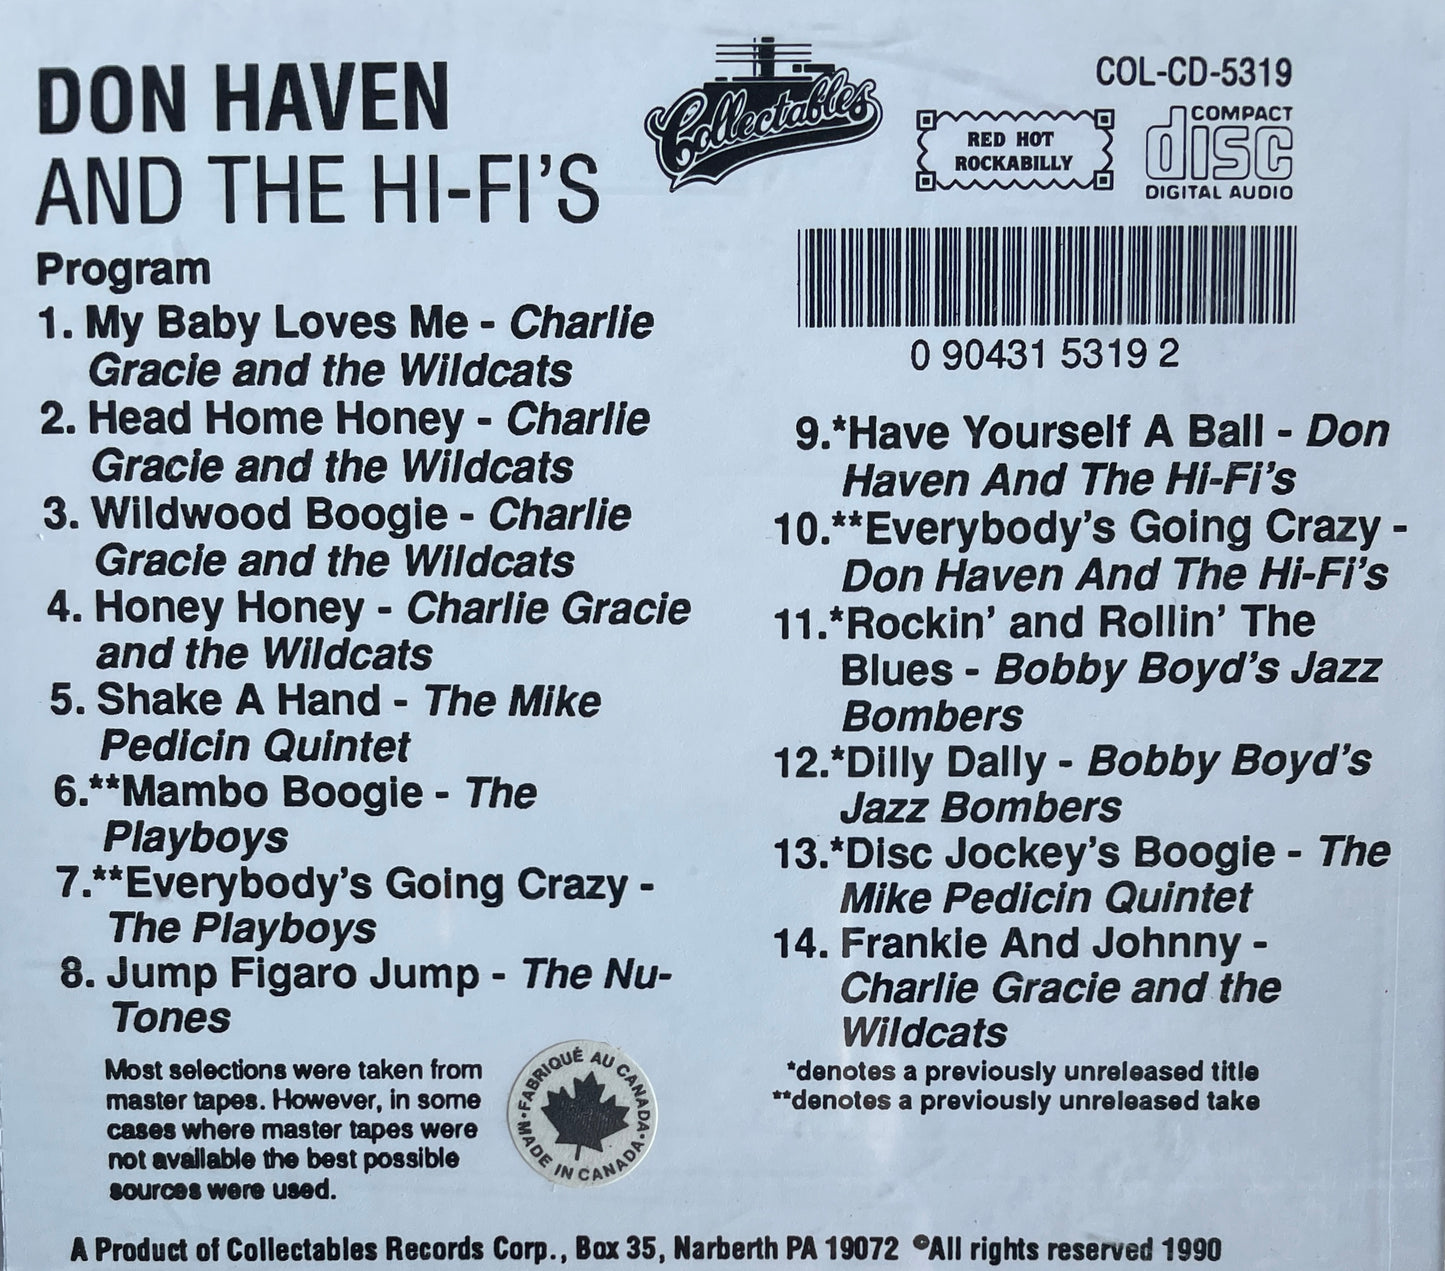 DON HAVEN
AND THE HI-FI'S
Collectables
COL-CD-5319
RED HOT
ROCKABILLY
COMPACT
disc
DIGITAL AUDIO
0 90431 5319 2
Program
1. My Baby Loves Me - Charlie
Gracie and the Wildcats
2. Head Home Honey - Charlie
Gracie and the Wildcats
3. Wildwood Boogie - Charlie
Gracie and the Wildcats
4. Honey Honey - Charlie Gracie
and the Wildcats
5. Shake A Hand - The Mike
Pedicin Quintet
6.**Mambo Boogie - The
Playboys
7.**Everybody's Going Crazy -
The Playboys
8. Jump Figaro Jump - The Nu-
Tones
Most selections were taken from
master tapes. However, in some
cases where master tapes were
not available the best possible
sources were used.
FABRIQUÉ AU CANADA
MADE IN CANADA
9.*Have Yourself A Ball - Don
Haven And The Hi-Fi's
10.**Everybody's Going Crazy -
Don Haven And The Hi-Fi's
11.*Rockin' and Rollin' The
Blues - Bobby Boyd's Jazz
Bombers
12.*Dilly Dally - Bobby Boyd's
Jazz Bombers
13.*Disc Jockey's Boogie - The
Mike Pedicin Quintet
14. Frankie And Johnny -
Charlie Gracie and the
Wildcats
*denotes a previously unreleased title
**denotes a previously unreleased take
A Product of Collectables Records Corp., Box 35, Narberth PA 19072 ℗All rights reserved 1990